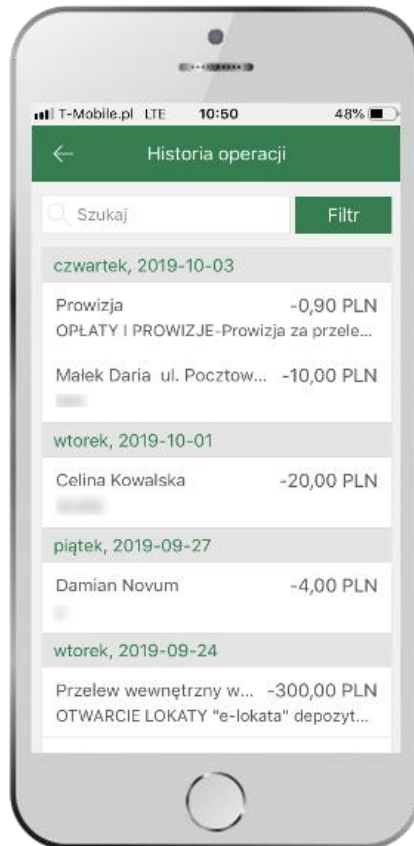 T-Mobile.pl LTE 10:50 48%
Historia operacji
Szukaj Filtr
czwartek, 2019-10-03
Prowizja -0,90 PLN
OPŁATY I PROWIZJE-Prowizja za przele...
Małek Daria ul. Pocztow... -10,00 PLN
wtorek, 2019-10-01
Celina Kowalska -20,00 PLN
piątek, 2019-09-27
Damian Novum -4,00 PLN
wtorek, 2019-09-24
Przelew wewnętrzny w... -300,00 PLN
OTWARCIE LOKATY "e-lokata" depozyt...